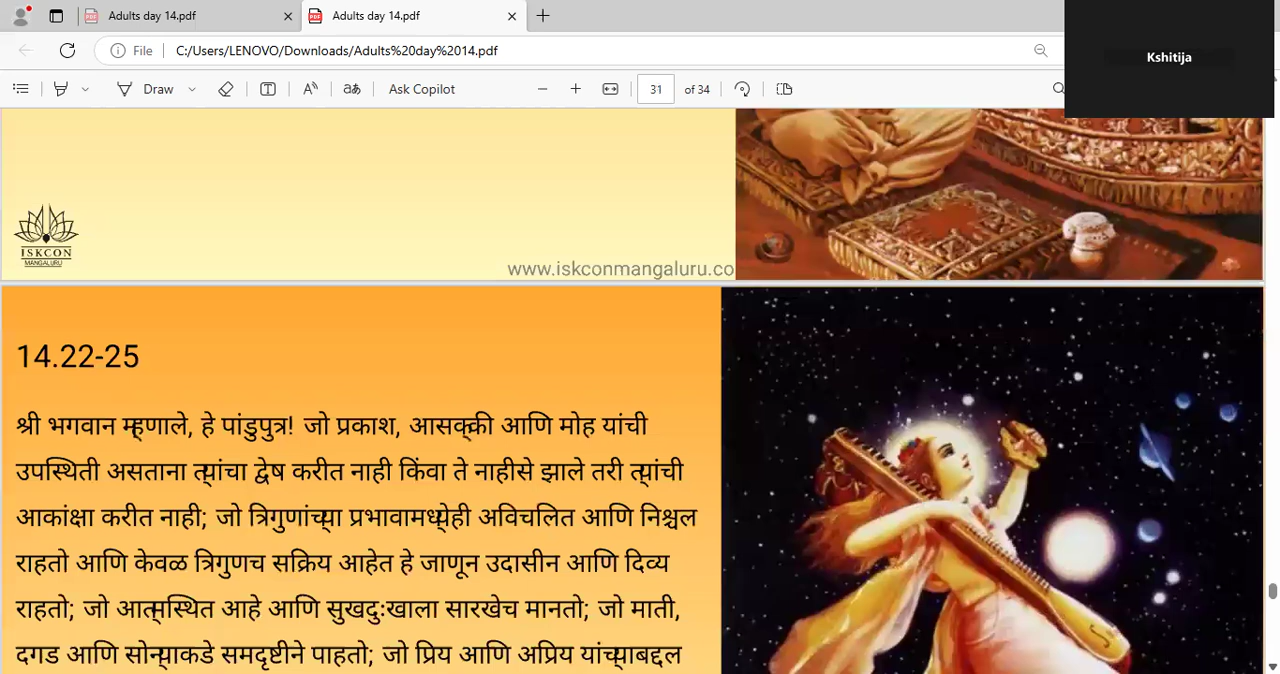 Adults day 14.pdf
Adults day 14.pdf
File C:/Users/LENOVO/Downloads/Adults%20day%2014.pdf
Kshitija
Draw
Ask Copilot
31 of 34
ISKCON
MANGALURU
www.iskconmangaluru.co
14.22-25
श्री भगवान म्हणाले, हे पांडुपुत्र! जो प्रकाश, आसक्की आणि मोह यांची
उपस्थिती असताना त्यांचा द्वेष करीत नाही किंवा ते नाहीसे झाले तरी त्यांची
आकांक्षा करीत नाही; जो त्रिगुणांच्या प्रभावामध्येही अविचलित आणि निश्चल
राहतो आणि केवळ त्रिगुणच सक्रिय आहेत हे जाणून उदासीन आणि दिव्य
राहतो; जो आत्मस्थित आहे आणि सुखदुःखाला सारखेच मानतो; जो माती,
दगड आणि सोन्याकडे समदृष्टीने पाहतो; जो प्रिय आणि अप्रिय यांच्याबद्दल